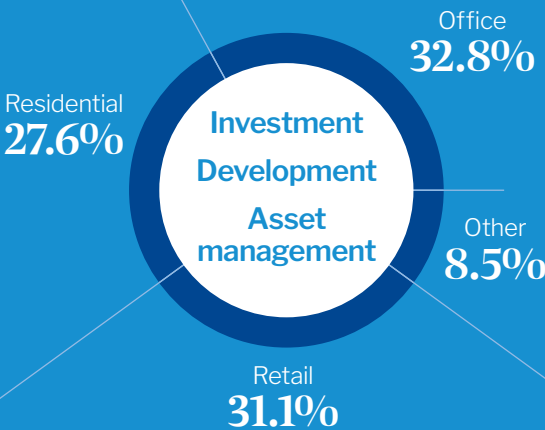 Office
32.8%
Residential
27.6%
Investment
Development
Asset
management
Other
8.5%
Retail
31.1%